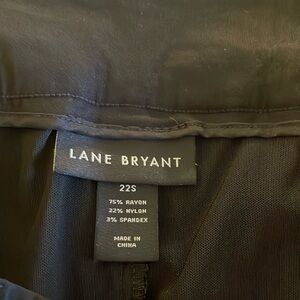 LANE BRYANT
22S
75% RAYON
22% NYLON
3% SPANDEX
MADE IN
CHINA